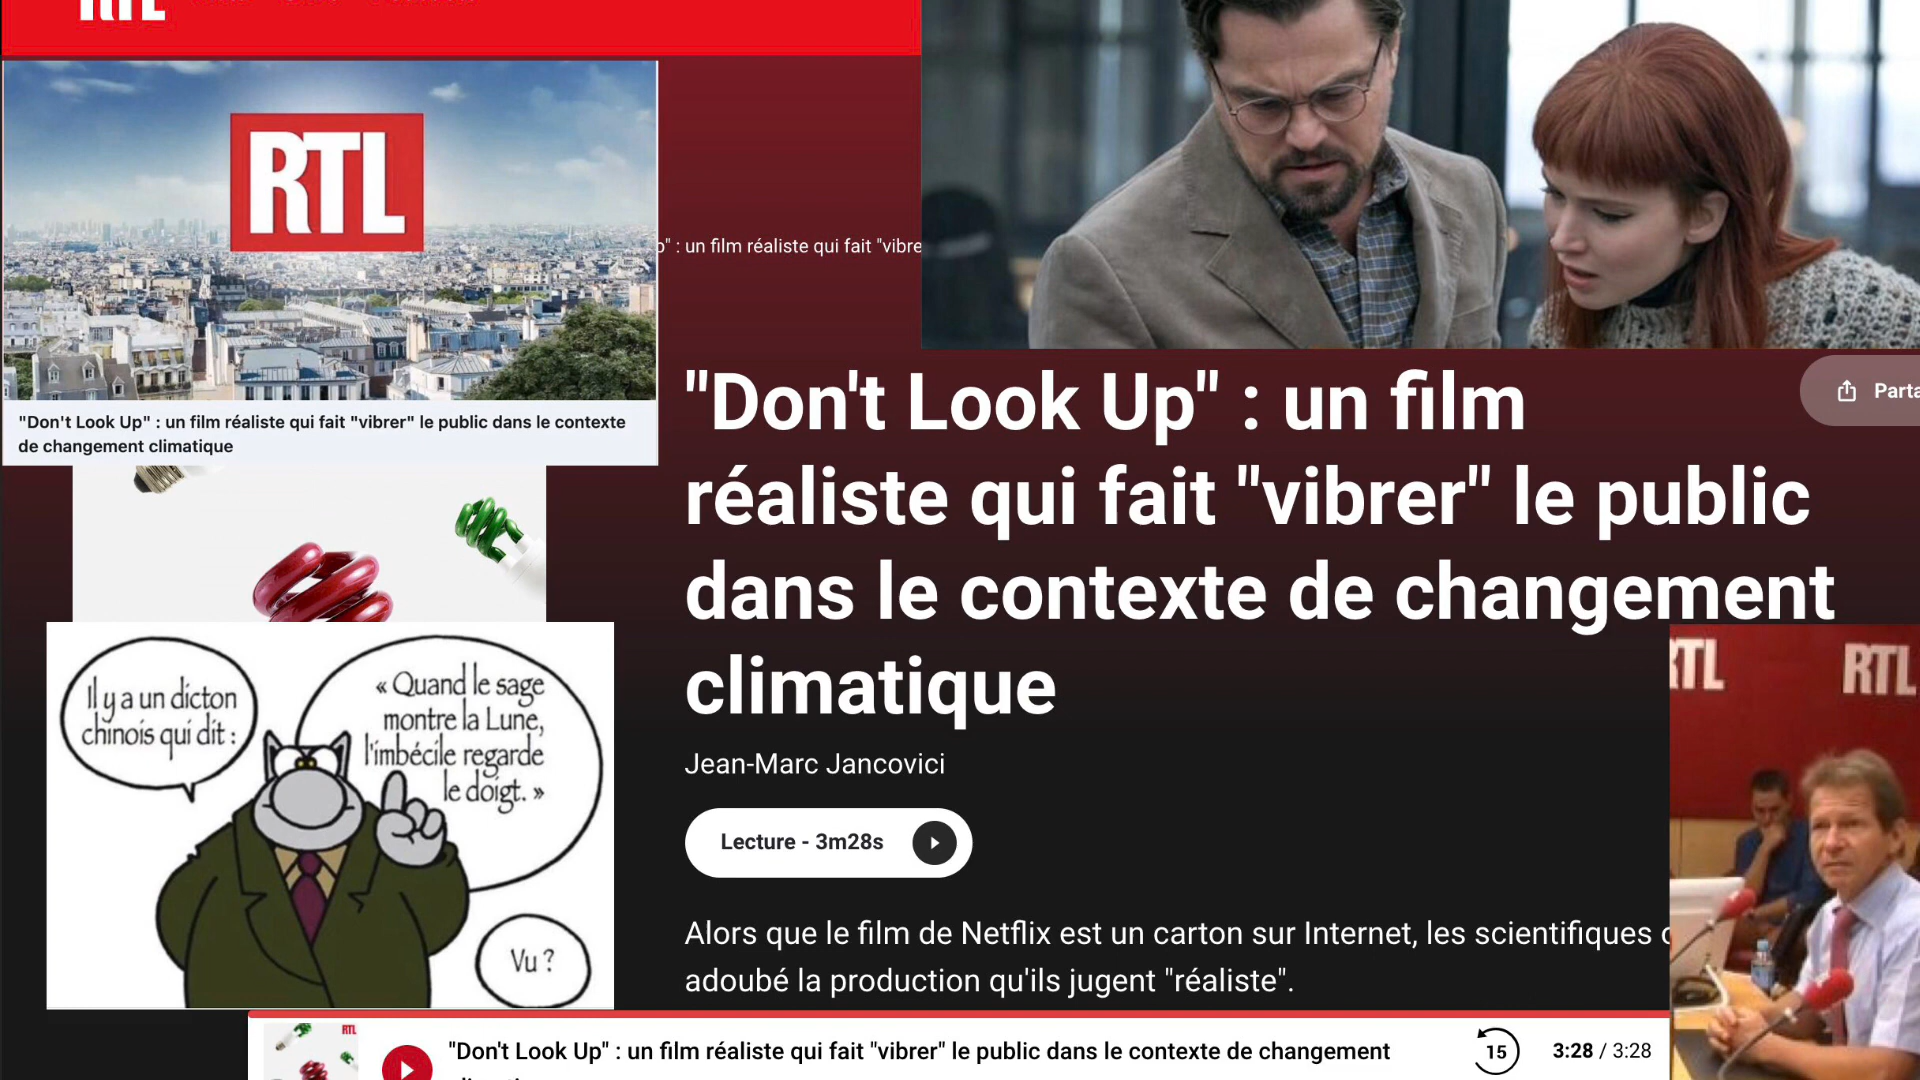 RTL
RTL
"Don't Look Up" : un film réaliste qui fait "vibrer" le public dans le contexte
de changement climatique
" : un film réaliste qui fait "vibre
"Don't Look Up" : un film
réaliste qui fait "vibrer" le public
dans le contexte de changement
climatique
Parta
Jean-Marc Jancovici
Lecture - 3m28s
Alors que le film de Netflix est un carton sur Internet, les scientifiques
adoubé la production qu'ils jugent "réaliste".
Il y a un dicton
chinois qui dit :
« Quand le sage
montre la Lune,
l'imbécile regarde
le doigt. »
Vu ?
RTL
RTL
RTL
"Don't Look Up" : un film réaliste qui fait "vibrer" le public dans le contexte de changement
15
3:28 / 3:28